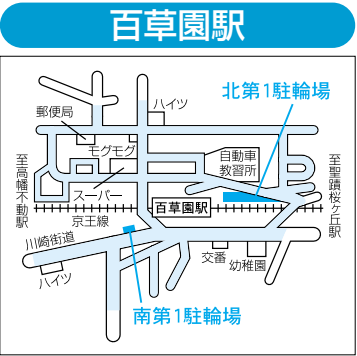 百草園駅
北第1駐輪場
ハイツ
郵便局
モグモグ
自動車
教習所
至高幡不動駅
至聖蹟桜ケ丘駅
スーパー
京王線
百草園駅
川崎街道
交番
幼稚園
ハイツ
南第1駐輪場